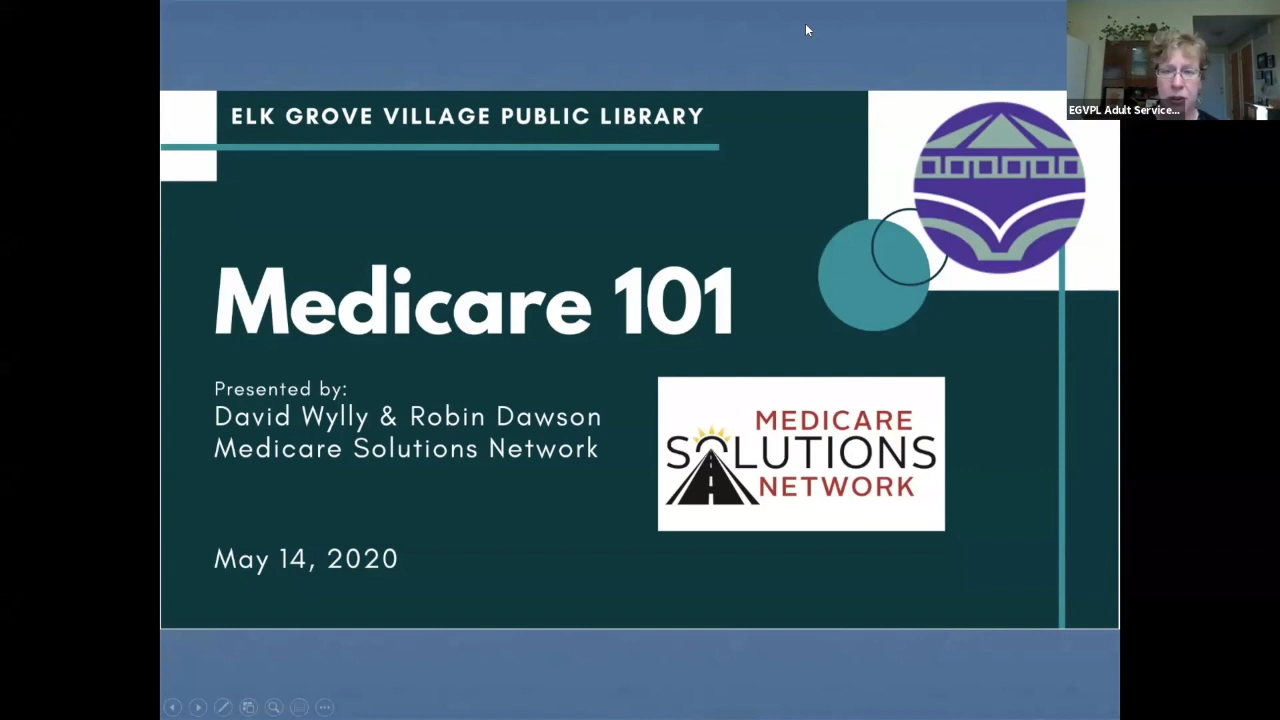 ELK GROVE VILLAGE PUBLIC LIBRARY
EGVPL Adult Service...
Medicare 101
Presented by:
David Wylly & Robin Dawson
Medicare Solutions Network
MEDICARE
SOLUTIONS
NETWORK
May 14, 2020